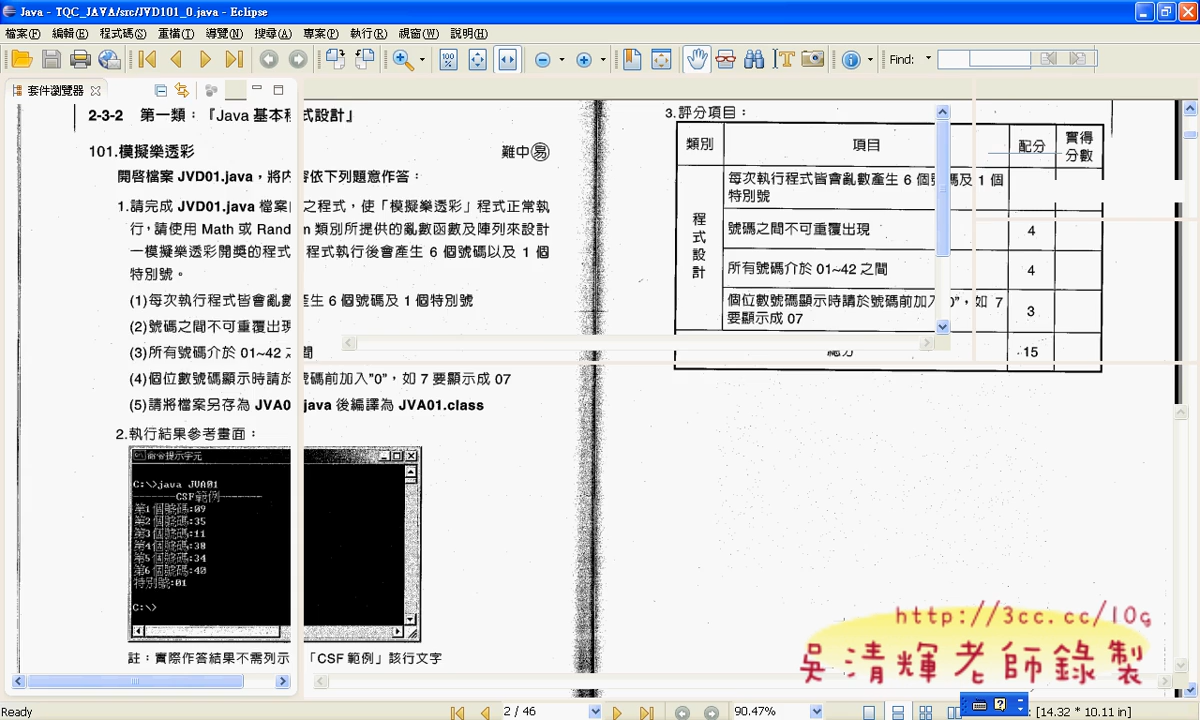 Java - TQC_JAVA/src/JVD101_0.java - Eclipse
檔案(F) 編輯(E) 程式碼(S) 重構(T) 導覽(N) 搜尋(A) 專案(P) 執行(R) 視窗(W) 說明(H)
Find:
套件瀏覽器
2-3-2 第一類：『Java 基本程式設計』
101.模擬樂透彩 難中易
開啓檔案 JVD01.java，將內容依下列題意作答：
1.請完成 JVD01.java 檔案 之程式，使「模擬樂透彩」程式正常執
行，請使用 Math 或 Rand m 類別所提供的亂數函數及陣列來設計
一模擬樂透彩開獎的程式 程式執行後會產生 6 個號碼以及 1 個
特別號。
(1)每次執行程式皆會亂數產生 6 個號碼及 1 個特別號
(2)號碼之間不可重覆出現
(3)所有號碼介於 01~42 之間
(4)個位數號碼顯示時請於號碼前加入”0”，如 7 要顯示成 07
(5)請將檔案另存為 JVA0 java 後編譯為 JVA01.class
2.執行結果參考畫面：
命令提示字元
C:\>java JVA01
--------CSF範例--------
第1個號碼:09
第2個號碼:35
第3個號碼:11
第4個號碼:38
第5個號碼:34
第6個號碼:40
特別號:01
C:\>
註：實際作答結果不需列示 「CSF 範例」該行文字
3.評分項目：
類別 項目 配分 實得分數
程式設計
每次執行程式皆會亂數產生 6 個號碼及 1 個
特別號
號碼之間不可重覆出現 4
所有號碼介於 01~42 之間 4
個位數號碼顯示時請於號碼前加入 0”，如 7
要顯示成 07 3
總分 15
http://3cc.cc/10g
吳清輝老師錄製
Ready
2 / 46 90.47% [14.32 * 10.11 in]